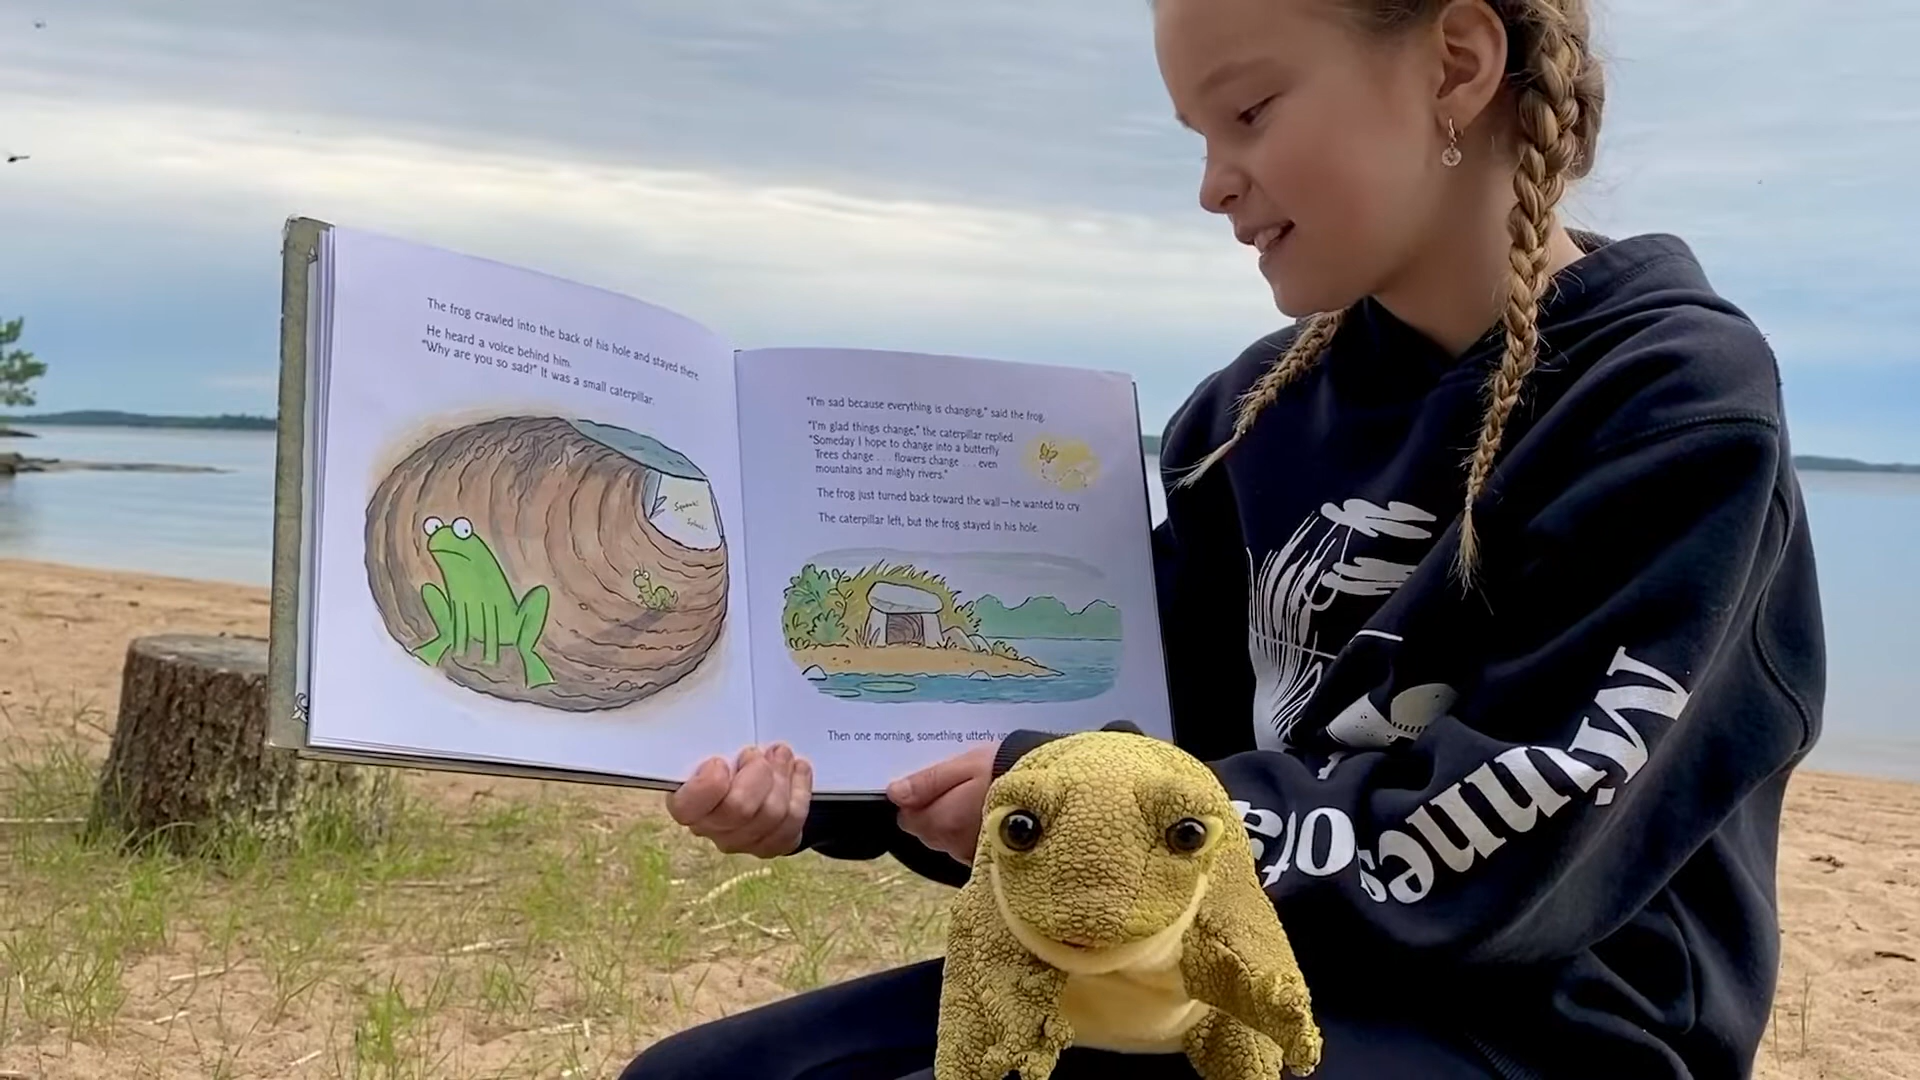 The frog crawled into the back of his hole and stayed there.
He heard a voice behind him.
"Why are you so sad?" It was a small caterpillar.
"I'm sad because everything is changing," said the frog.
"I'm glad things change," the caterpillar replied.
"Someday I hope to change into a butterfly.
Trees change . . . flowers change . . . even
mountains and mighty rivers."
The frog just turned back toward the wall—he wanted to cry.
The caterpillar left, but the frog stayed in his hole.
Then one morning, something utterly
Minnesota